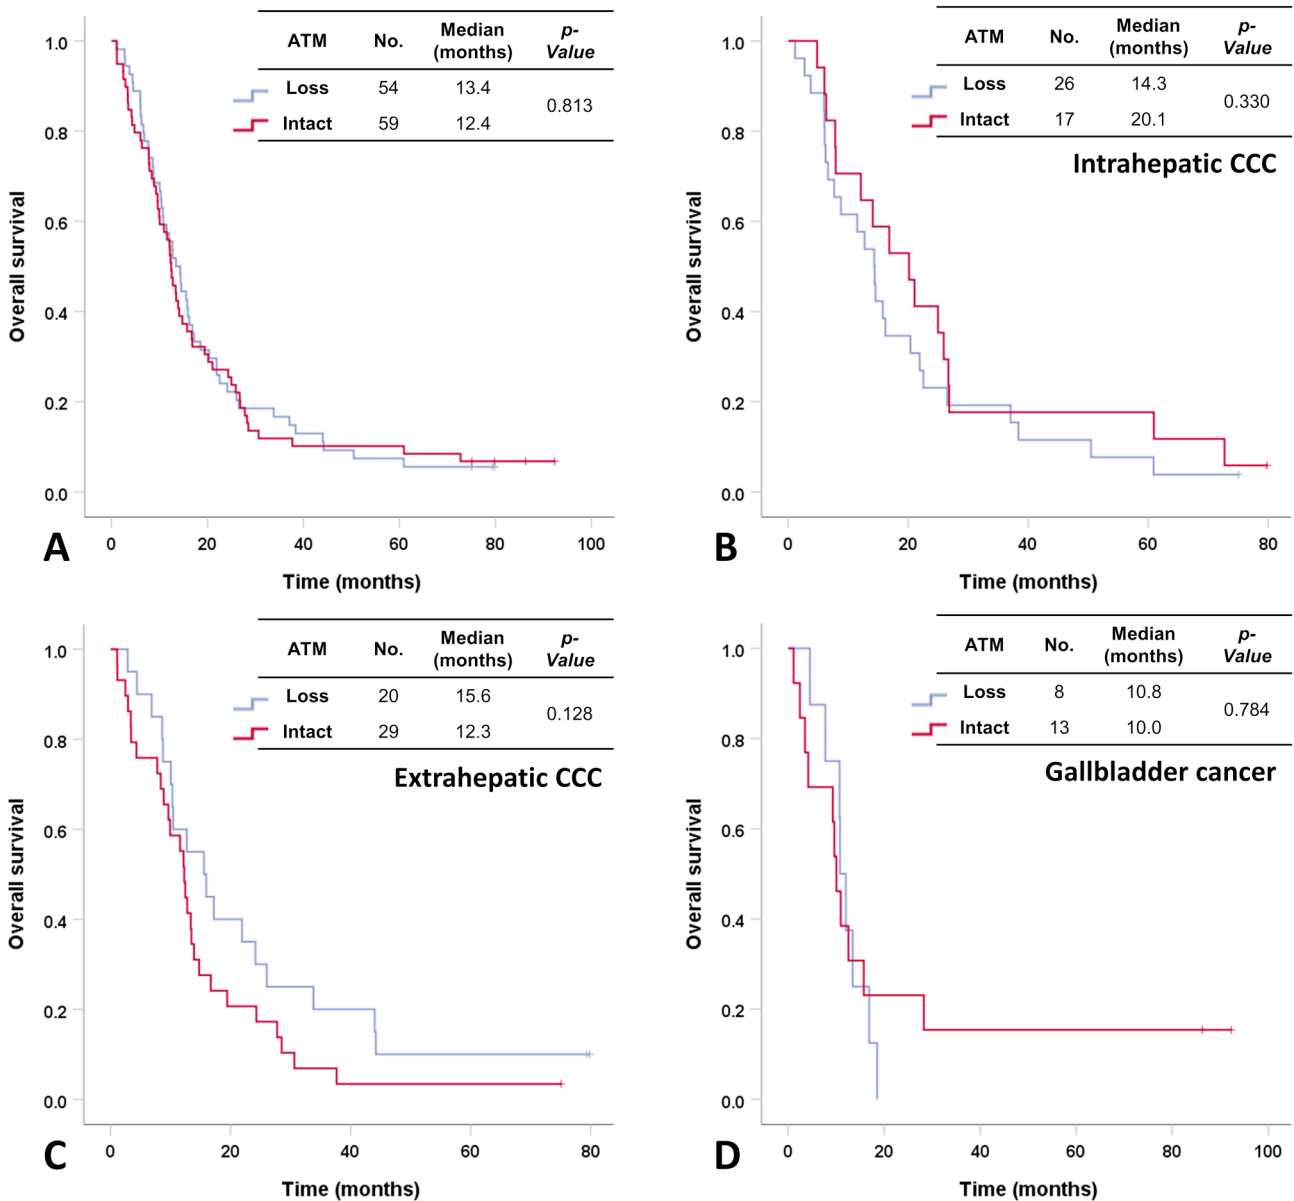 ATM No. Median (months) p-Value
Loss 54 13.4
0.813
Intact 59 12.4
Overall survival
1.0
0.8
0.6
0.4
0.2
0.0
0 20 40 60 80 100
Time (months)
A
ATM No. Median (months) p-Value
Loss 26 14.3
0.330
Intact 17 20.1
Intrahepatic CCC
Overall survival
1.0
0.8
0.6
0.4
0.2
0.0
0 20 40 60 80
Time (months)
B
ATM No. Median (months) p-Value
Loss 20 15.6
0.128
Intact 29 12.3
Extrahepatic CCC
Overall survival
1.0
0.8
0.6
0.4
0.2
0.0
0 20 40 60 80
Time (months)
C
ATM No. Median (months) p-Value
Loss 8 10.8
0.784
Intact 13 10.0
Gallbladder cancer
Overall survival
1.0
0.8
0.6
0.4
0.2
0.0
0 20 40 60 80 100
Time (months)
D